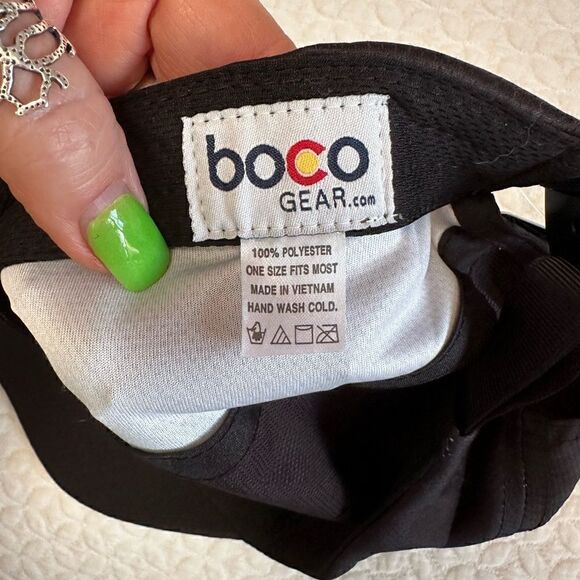 boco
GEAR.com
100% POLYESTER
ONE SIZE FITS MOST
MADE IN VIETNAM
HAND WASH COLD.